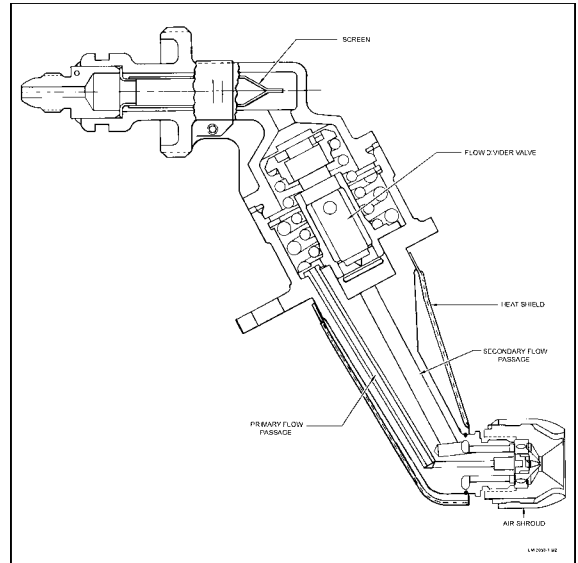 SCREEN
FLOW DIVIDER VALVE
HEAT SHIELD
SECONDARY FLOW
PASSAGE
PRIMARY FLOW
PASSAGE
AIR SHROUD